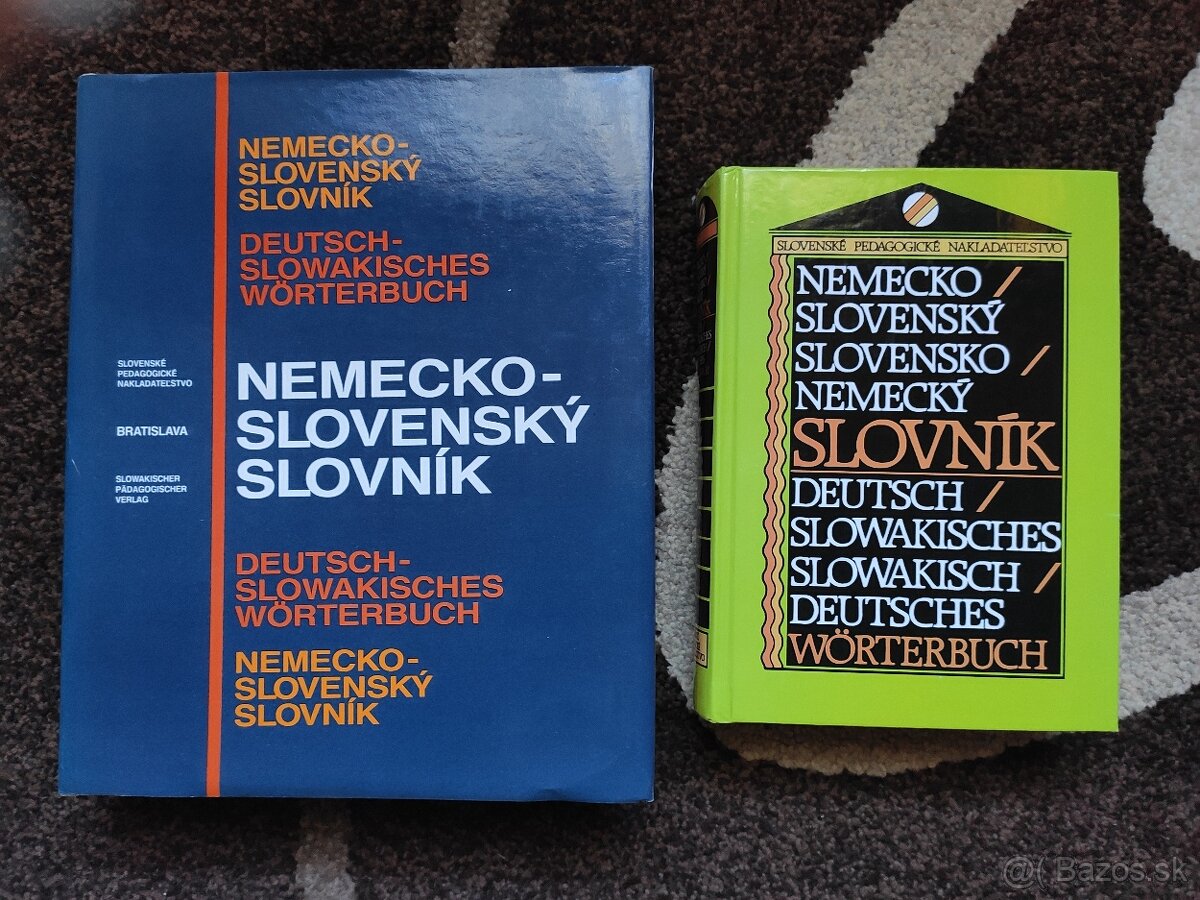 NEMECKO-
SLOVENSKÝ
SLOVNÍK
DEUTSCH-
SLOWAKISCHES
WÖRTERBUCH
SLOVENSKÉ
PEDAGOGICKÉ
NAKLADATEĽSTVO
BRATISLAVA
SLOWAKISCHER
PÄDAGOGISCHER
VERLAG
NEMECKO-
SLOVENSKÝ
SLOVNÍK
DEUTSCH-
SLOWAKISCHES
WÖRTERBUCH
NEMECKO-
SLOVENSKÝ
SLOVNÍK
SLOVENSKÉ PEDAGOGICKÉ NAKLADATEĽSTVO
NEMECKO /
SLOVENSKÝ
SLOVENSKO /
NEMECKÝ
SLOVNÍK
DEUTSCH /
SLOWAKISCHES
SLOWAKISCH /
DEUTSCHES
WÖRTERBUCH
@( Bazos.sk